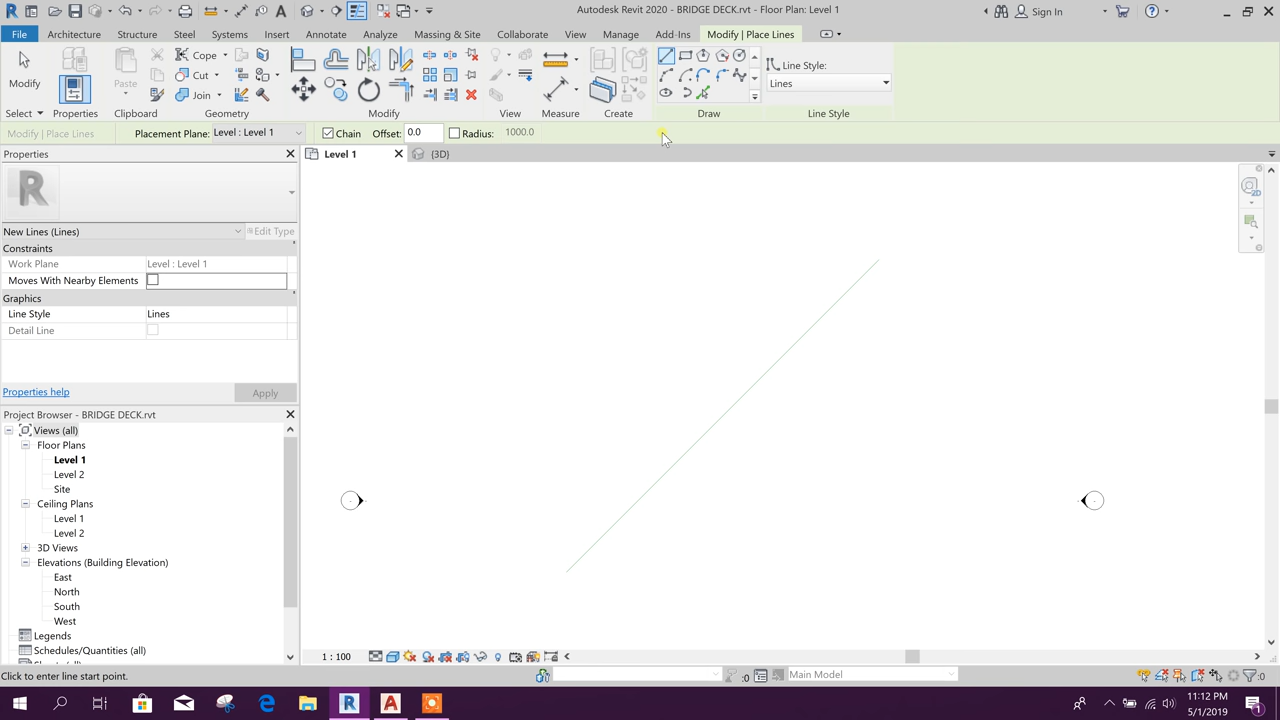 Autodesk Revit 2020 - BRIDGE DECK.rvt - Floor Plan: Level 1
Sign In
File Architecture Structure Steel Systems Insert Annotate Analyze Massing & Site Collaborate View Manage Add-Ins Modify | Place Lines
Modify
Paste
Cope
Cut
Join
Line Style:
Lines
Select Properties Clipboard Geometry Modify View Measure Create Draw Line Style
Modify | Place Lines Placement Plane: Level : Level 1 Chain Offset: 0.0 Radius: 1000.0
Properties
Level 1 {3D}
R
2D
New Lines (Lines) Edit Type
Constraints
Work Plane Level : Level 1
Moves With Nearby Elements
Graphics
Line Style Lines
Detail Line
Properties help Apply
Project Browser - BRIDGE DECK.rvt
Views (all)
Floor Plans
Level 1
Level 2
Site
Ceiling Plans
Level 1
Level 2
3D Views
Elevations (Building Elevation)
East
North
South
West
Legends
Schedules/Quantities (all)
1 : 100
Click to enter line start point.
:0
Main Model
:0
11:12 PM
5/1/2019